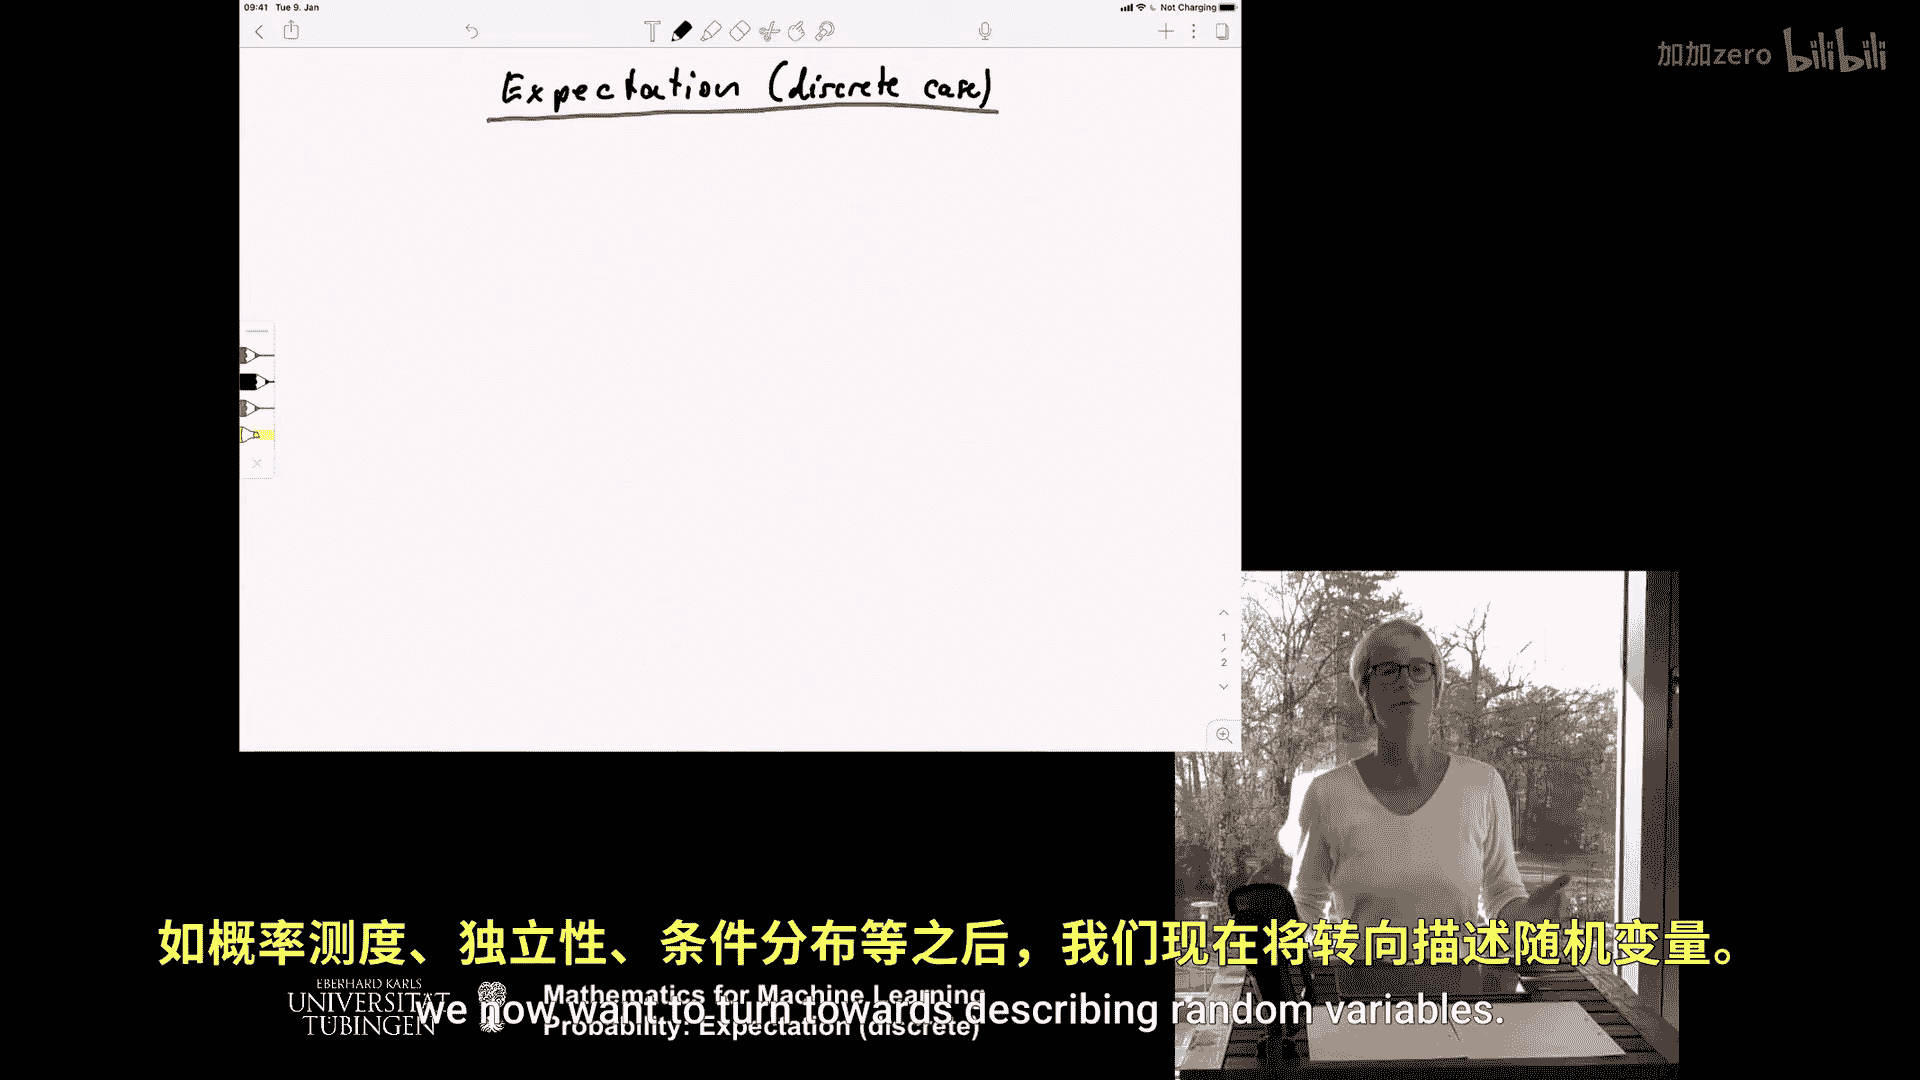 09:41 Tue 9. Jan
Not Charging
加加zero bilibili
Expectation (discrete case)
1
/
2
如概率测度、独立性、条件分布等之后，我们现在将转向描述随机变量。
EBERHARD KARLS
UNIVERSITÄT
TÜBINGEN
Mathematics for Machine Learning
Probability: Expectation (discrete)
we now want to turn towards describing random variables.